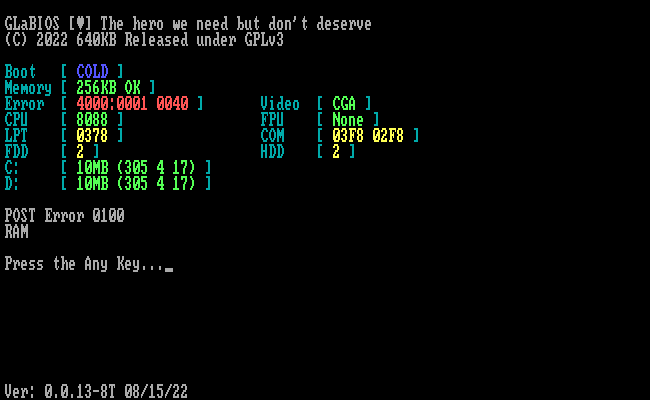 GLaBIOS [♥] The hero we need but don't deserve
(C) 2022 640KB Released under GPLv3
Boot [ COLD ]
Memory [ 256KB OK ]
Error [ 4000:0001 0040 ] Video [ CGA ]
CPU [ 8088 ] FPU [ None ]
LPT [ 0378 ] COM [ 03F8 02F8 ]
FDD [ 2 ] HDD [ 2 ]
C: [ 10MB (305 4 17) ]
D: [ 10MB (305 4 17) ]
POST Error 0100
RAM
Press the Any Key..._
Ver: 0.0.13-8T 08/15/22